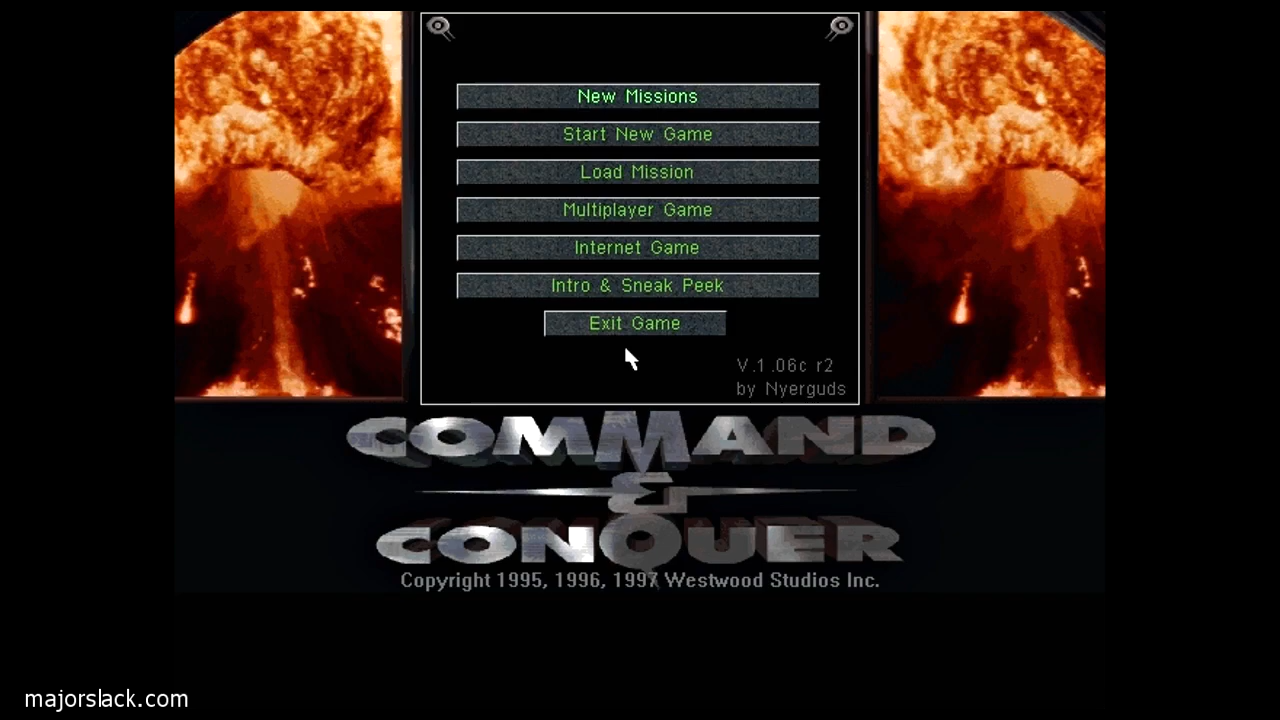 New Missions
Start New Game
Load Mission
Multiplayer Game
Internet Game
Intro & Sneak Peek
Exit Game
V.1.06c r2
by Nyerguds
COMMAND
&
CONQUER
Copyright 1995, 1996, 1997 Westwood Studios Inc.
majorslack.com